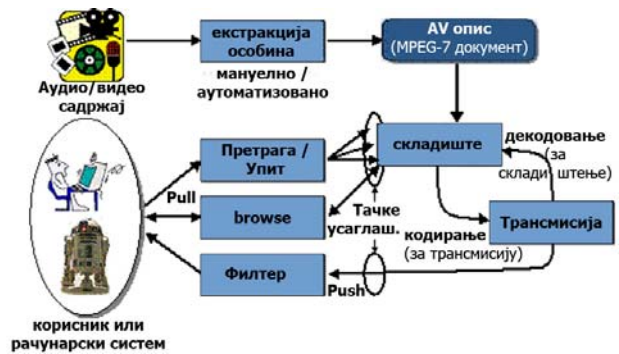 Аудио/видео
садржај
екстракција
особина
мануелно /
аутоматизовано
AV опис
(MPEG-7 документ)
Претрага /
Упит
складиште
декодовање
(за
складиштење)
Pull
browse
Тачке
усаглаш.
кодирање
(за трансмисију)
Трансмисија
Филтер
Push
корисник или
рачунарски систем